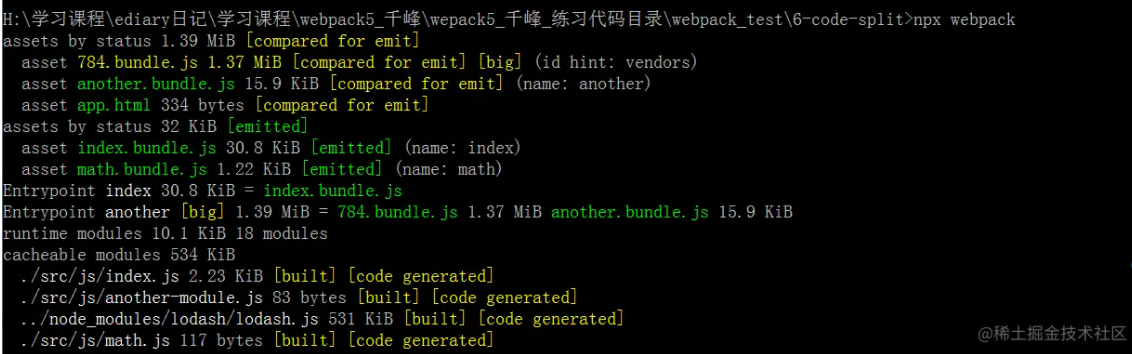 H:\学习课程\ediary日记\学习课程\webpack5_千峰\wepack5_千峰_练习代码目录\webpack_test\6-code-split>npx webpack
assets by status 1.39 MiB [compared for emit]
  asset 784.bundle.js 1.37 MiB [compared for emit] [big] (id hint: vendors)
  asset another.bundle.js 15.9 KiB [compared for emit] (name: another)
  asset app.html 334 bytes [compared for emit]
assets by status 32 KiB [emitted]
  asset index.bundle.js 30.8 KiB [emitted] (name: index)
  asset math.bundle.js 1.22 KiB [emitted] (name: math)
Entrypoint index 30.8 KiB = index.bundle.js
Entrypoint another [big] 1.39 MiB = 784.bundle.js 1.37 MiB another.bundle.js 15.9 KiB
runtime modules 10.1 KiB 18 modules
cacheable modules 534 KiB
  ./src/js/index.js 2.23 KiB [built] [code generated]
  ./src/js/another-module.js 83 bytes [built] [code generated]
  ../node_modules/lodash/lodash.js 531 KiB [built] [code generated]
  ./src/js/math.js 117 bytes [built] [code generated]
@稀土掘金技术社区